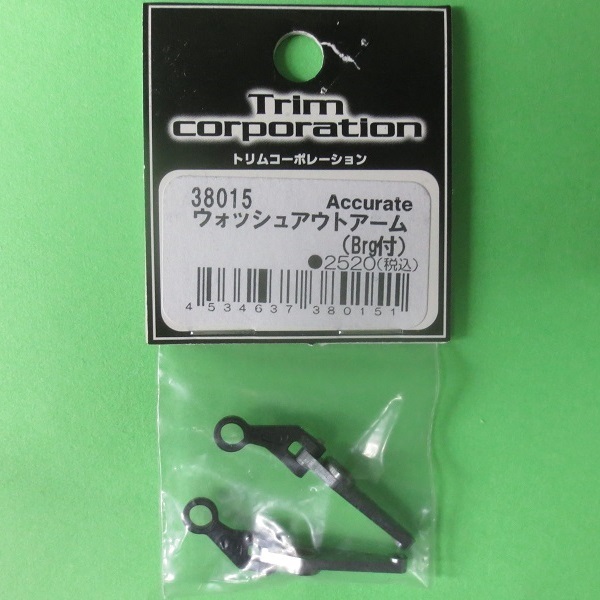 Trim
corporation
トリムコーポレーション
38015 Accurate
ウォッシュアウトアーム
(Brg付)
●2520(税込)
4 534637 380151